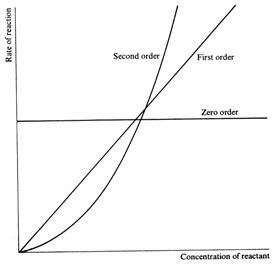 Rate of reaction
Second order
First order
Zero order
Concentration of reactant